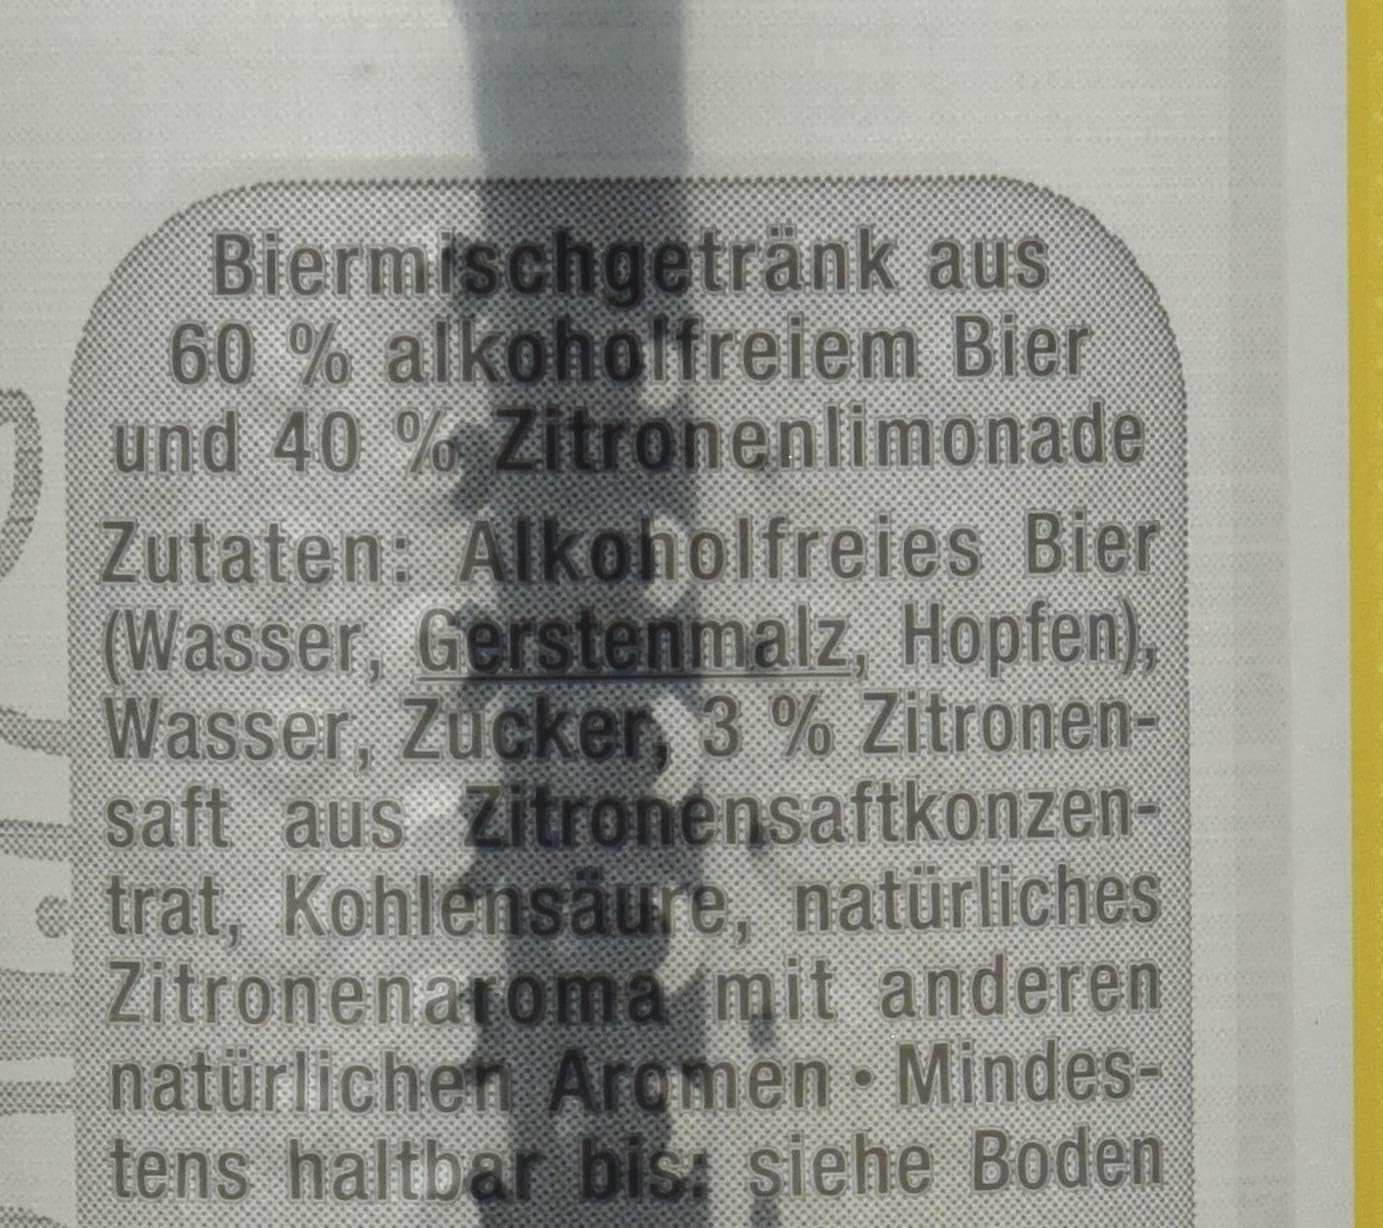 Biermischgetränk aus
60 % alkoholfreiem Bier
und 40 % Zitronenlimonade
Zutaten: Alkoholfreies Bier
(Wasser, Gerstenmalz, Hopfen),
Wasser, Zucker, 3 % Zitronen-
saft aus Zitronensaftkonzen-
trat, Kohlensäure, natürliches
Zitronenaroma mit anderen
natürlichen Aromen • Mindes-
tens haltbar bis: siehe Boden